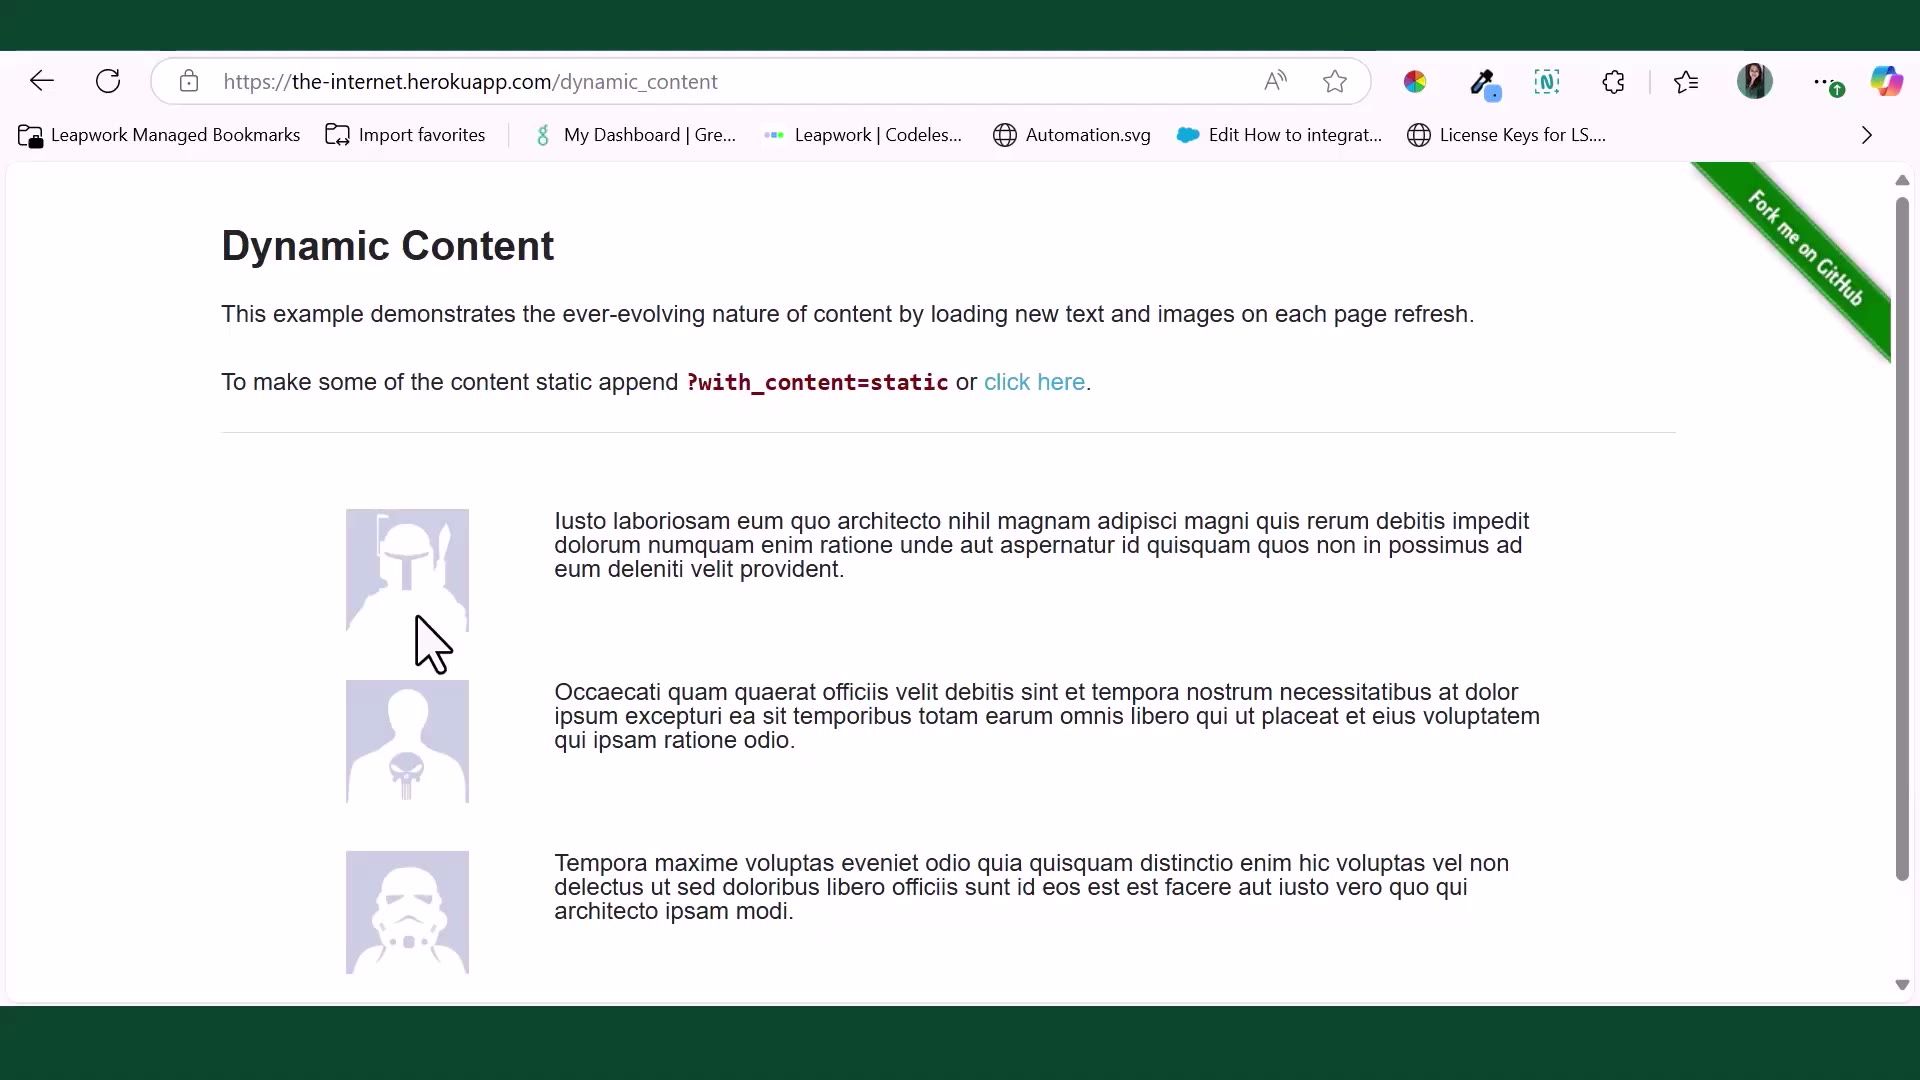 https://the-internet.herokuapp.com/dynamic_content
Leapwork Managed Bookmarks
Import favorites
My Dashboard | Gre...
Leapwork | Codeles...
Automation.svg
Edit How to integrat...
License Keys for LS....
Fork me on GitHub
Dynamic Content
This example demonstrates the ever-evolving nature of content by loading new text and images on each page refresh.
To make some of the content static append ?with_content=static or click here.
Iusto laboriosam eum quo architecto nihil magnam adipisci magni quis rerum debitis impedit
dolorum numquam enim ratione unde aut aspernatur id quisquam quos non in possimus ad
eum deleniti velit provident.
Occaecati quam quaerat officiis velit debitis sint et tempora nostrum necessitatibus at dolor
ipsum excepturi ea sit temporibus totam earum omnis libero qui ut placeat et eius voluptatem
qui ipsam ratione odio.
Tempora maxime voluptas eveniet odio quia quisquam distinctio enim hic voluptas vel non
delectus ut sed doloribus libero officiis sunt id eos est est facere aut iusto vero quo qui
architecto ipsam modi.